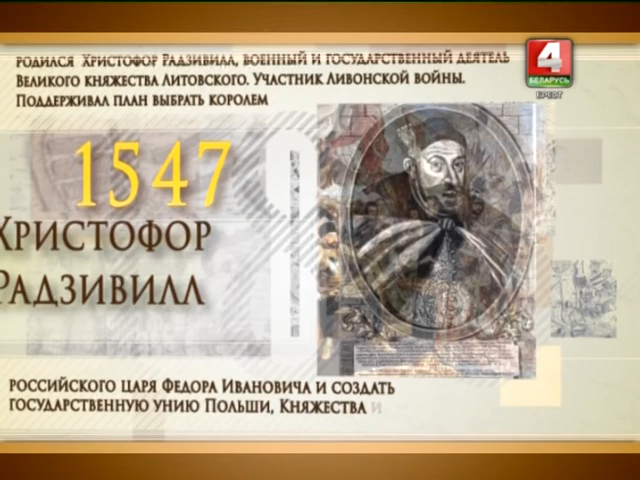 родился Христофор Радзивилл, военный и государственный деятель
Великого княжества Литовского. Участник Ливонской войны.
Поддерживал план выбрать королем
4
БЕЛАРУСЬ
БРЕСТ
1547
Христофор
Радзивилл
российского царя Федора Ивановича и создать
государственную унию Польши, Княжества и